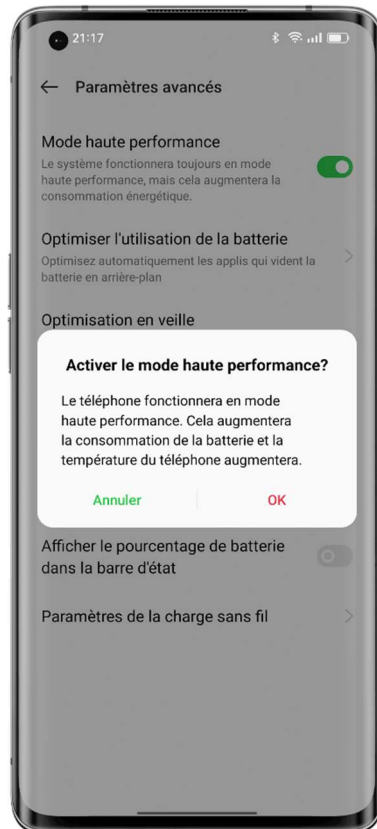 21:17
Paramètres avancés
Mode haute performance
Le système fonctionnera toujours en mode
haute performance, mais cela augmentera la
consommation énergétique.
Optimiser l'utilisation de la batterie
Optimisez automatiquement les applis qui vident la
batterie en arrière-plan
Optimisation en veille
Activer le mode haute performance?
Le téléphone fonctionnera en mode
haute performance. Cela augmentera
la consommation de la batterie et la
température du téléphone augmentera.
Annuler
OK
Afficher le pourcentage de batterie
dans la barre d'état
Paramètres de la charge sans fil